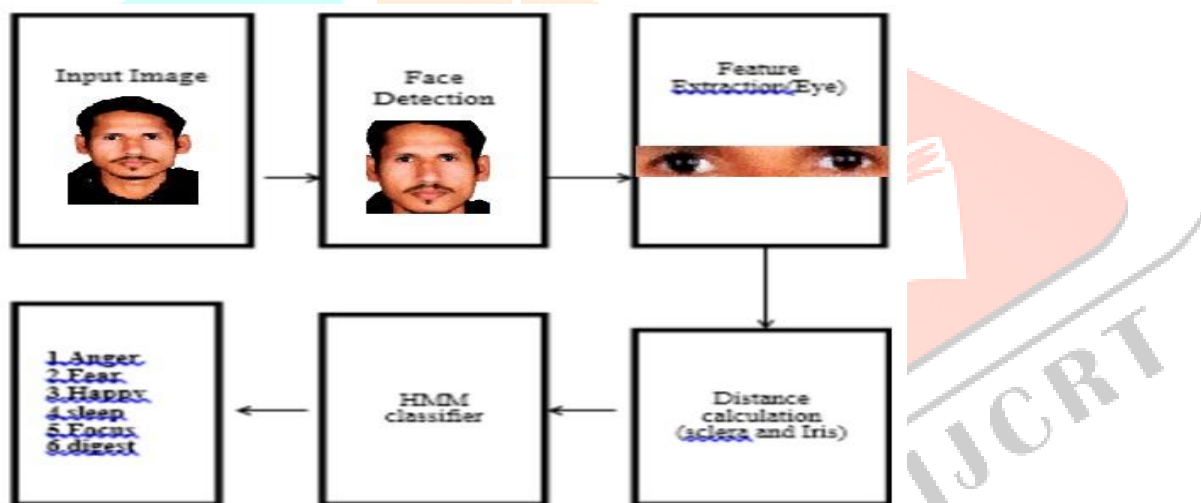 Input Image
Face
Detection
Feature
Extraction(Eye)
Distance
calculation
(sclera and Iris)
HMM
classifier
1.Anger
2.Fear
3.Happy
4.sleep
5.Focus
6.digest
IJCRT